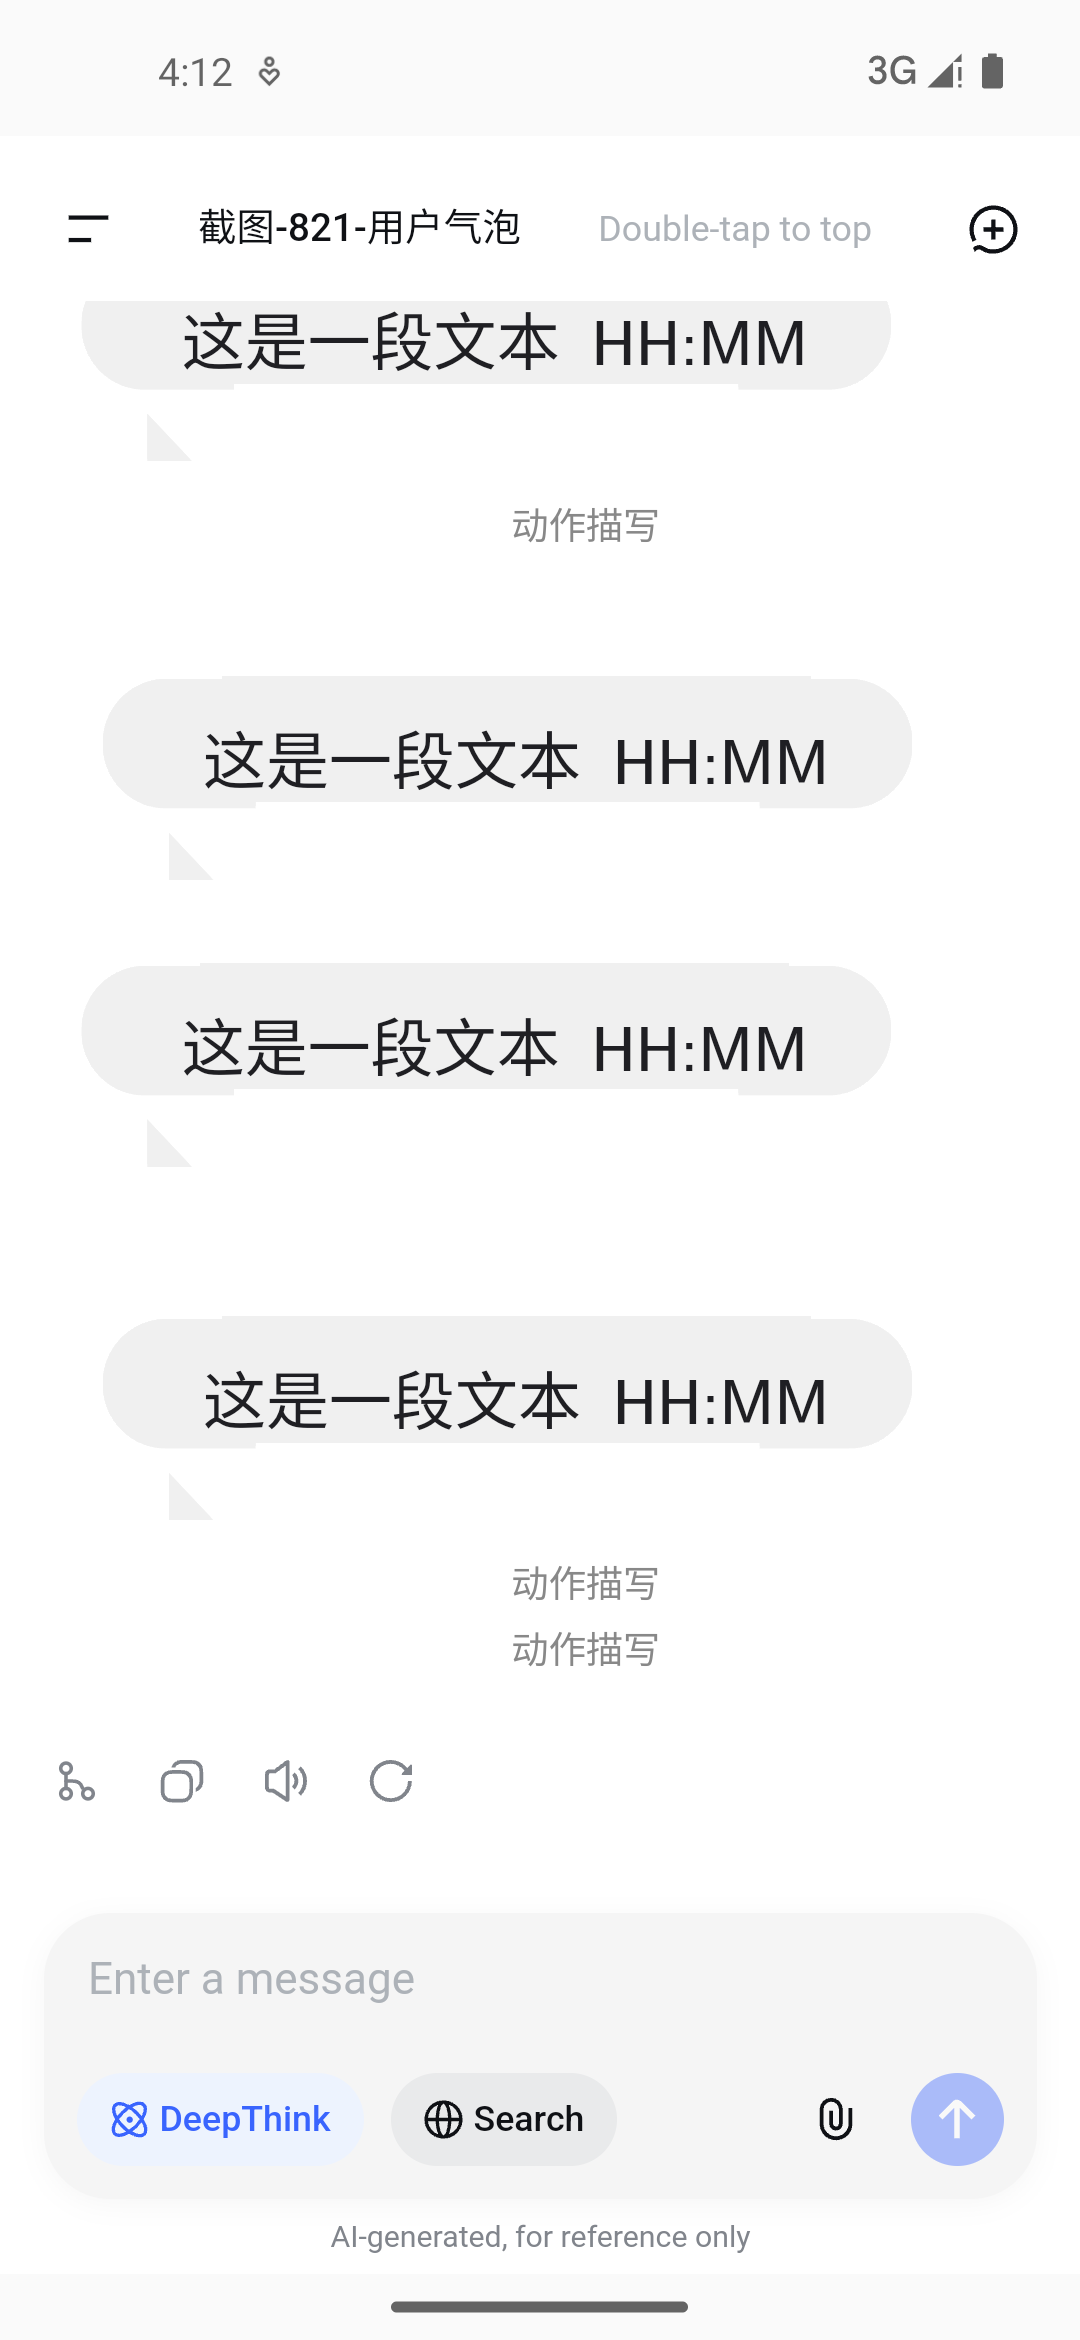 4:12
3G
截图-821-用户气泡 Double-tap to top
这是一段文本 HH:MM
动作描写
这是一段文本 HH:MM
这是一段文本 HH:MM
这是一段文本 HH:MM
动作描写
动作描写
Enter a message
DeepThink
Search
AI-generated, for reference only